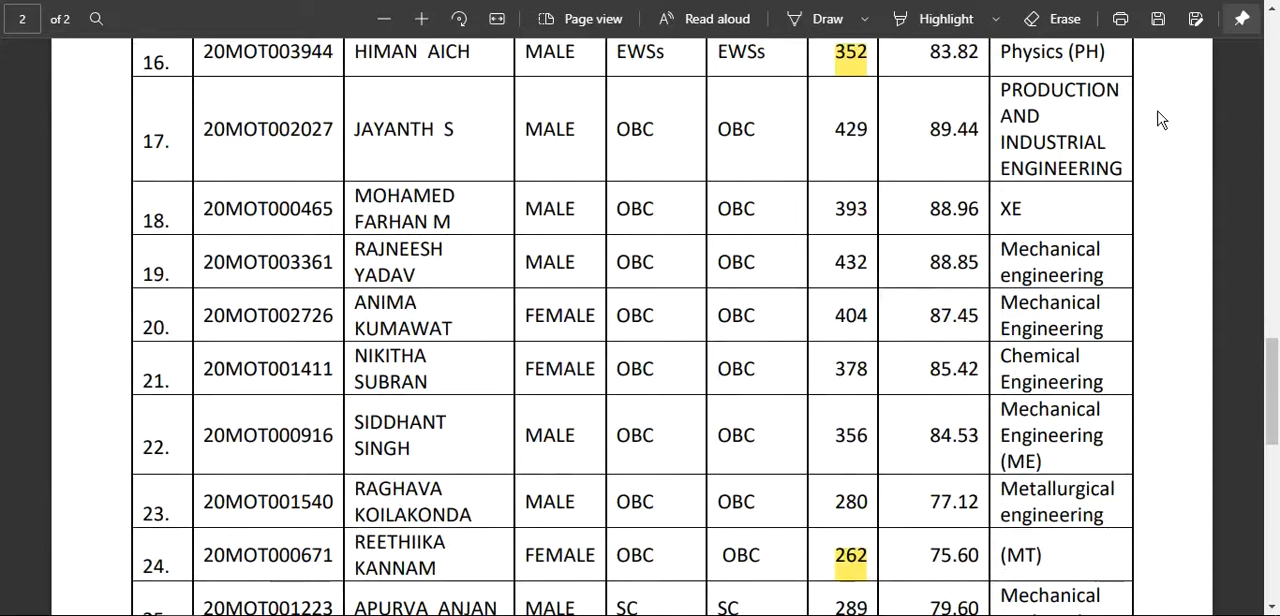 2 of 2 Page view Read aloud Draw Highlight Erase
16. 20MOT003944 HIMAN AICH MALE EWSs EWSs 352 83.82 Physics (PH)
17. 20MOT002027 JAYANTH S MALE OBC OBC 429 89.44 PRODUCTION
AND
INDUSTRIAL
ENGINEERING
18. 20MOT000465 MOHAMED
FARHAN M MALE OBC OBC 393 88.96 XE
19. 20MOT003361 RAJNEESH
YADAV MALE OBC OBC 432 88.85 Mechanical
engineering
20. 20MOT002726 ANIMA
KUMAWAT FEMALE OBC OBC 404 87.45 Mechanical
Engineering
21. 20MOT001411 NIKITHA
SUBRAN FEMALE OBC OBC 378 85.42 Chemical
Engineering
22. 20MOT000916 SIDDHANT
SINGH MALE OBC OBC 356 84.53 Mechanical
Engineering
(ME)
23. 20MOT001540 RAGHAVA
KOILAKONDA MALE OBC OBC 280 77.12 Metallurgical
engineering
24. 20MOT000671 REETHIIKA
KANNAM FEMALE OBC OBC 262 75.60 (MT)
20MOT001223 APURVA ANJAN MALE SC SC 289 79.60 Mechanical